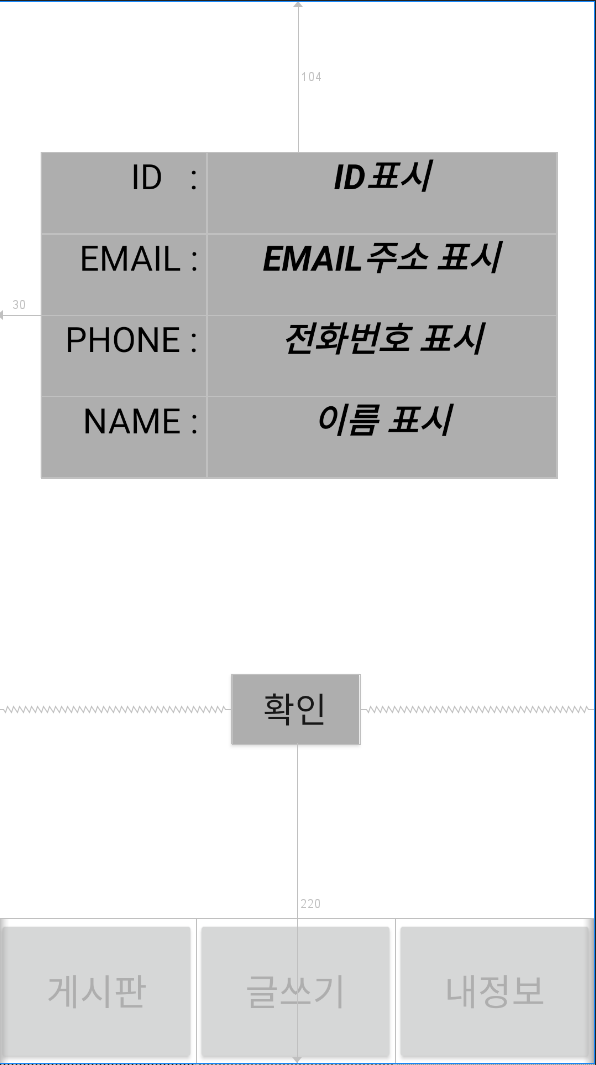 104
ID : ID표시
EMAIL : EMAIL주소 표시
30
PHONE : 전화번호 표시
NAME : 이름 표시
확인
220
게시판 글쓰기 내정보